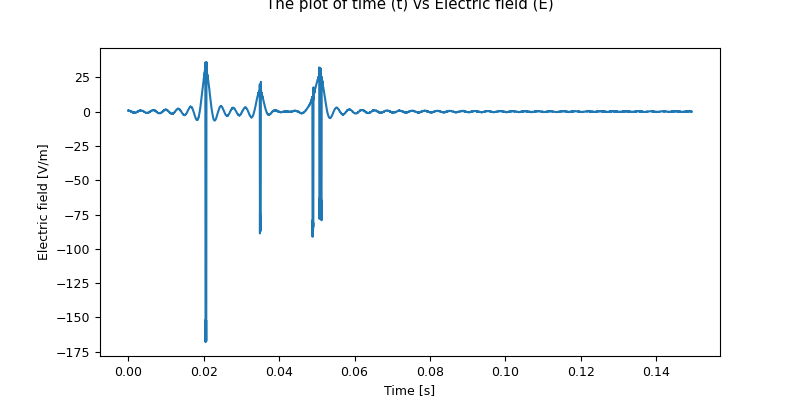 The plot of time (t) vs Electric field (E)
Electric field [V/m]
25
0
−25
−50
−75
−100
−125
−150
−175
0.00 0.02 0.04 0.06 0.08 0.10 0.12 0.14
Time [s]